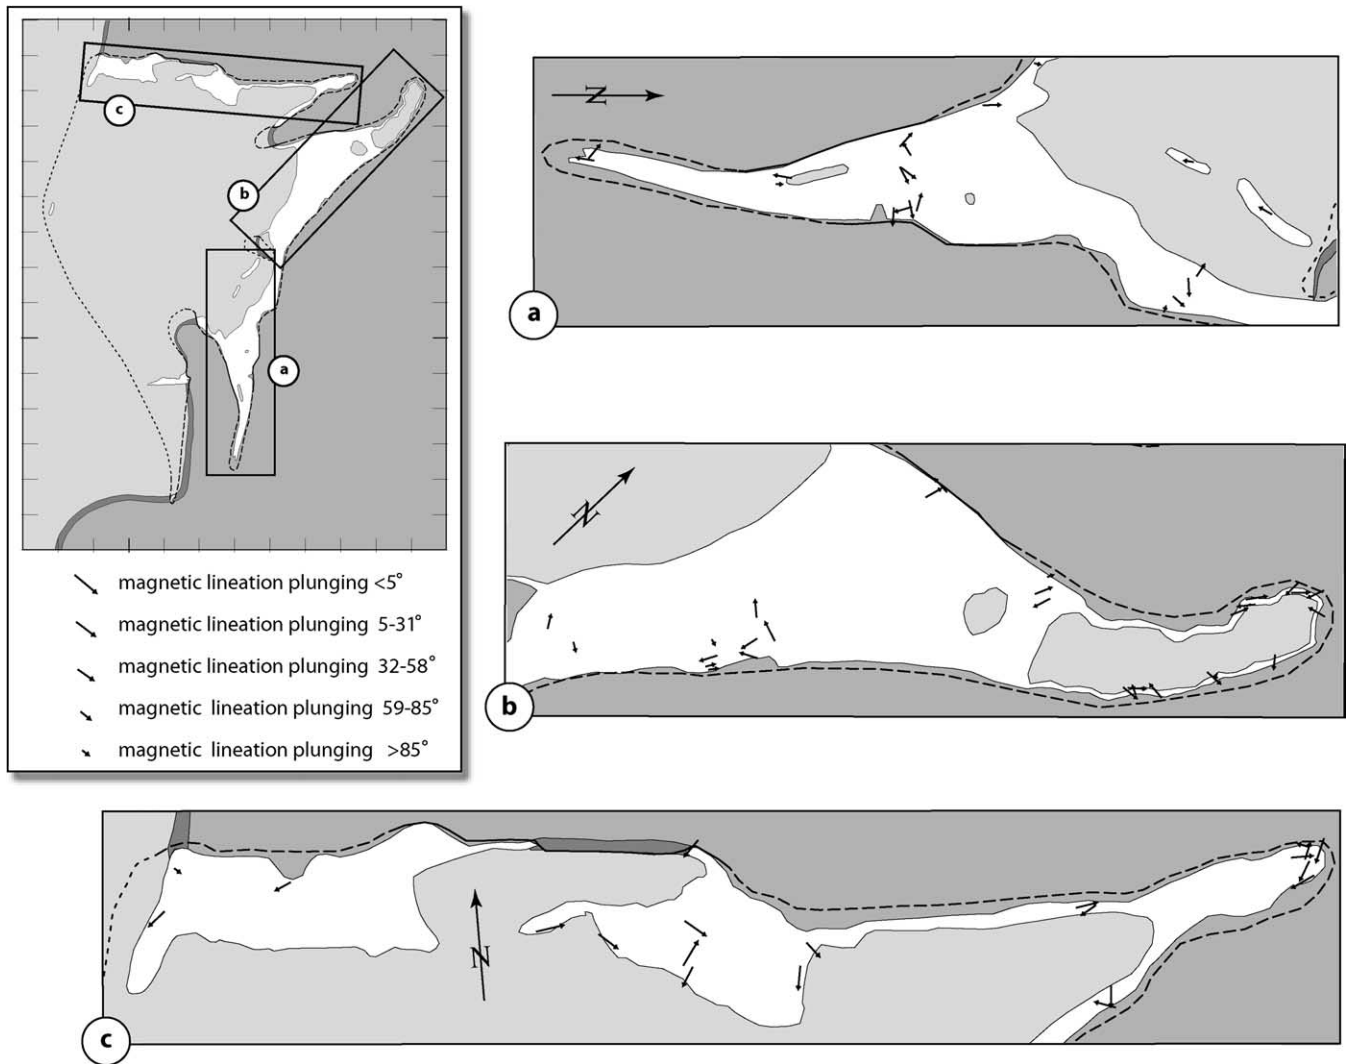 c
b
a
magnetic lineation plunging <5°
magnetic lineation plunging 5-31°
magnetic lineation plunging 32-58°
magnetic lineation plunging 59-85°
magnetic lineation plunging >85°
N
a
N
b
N
c